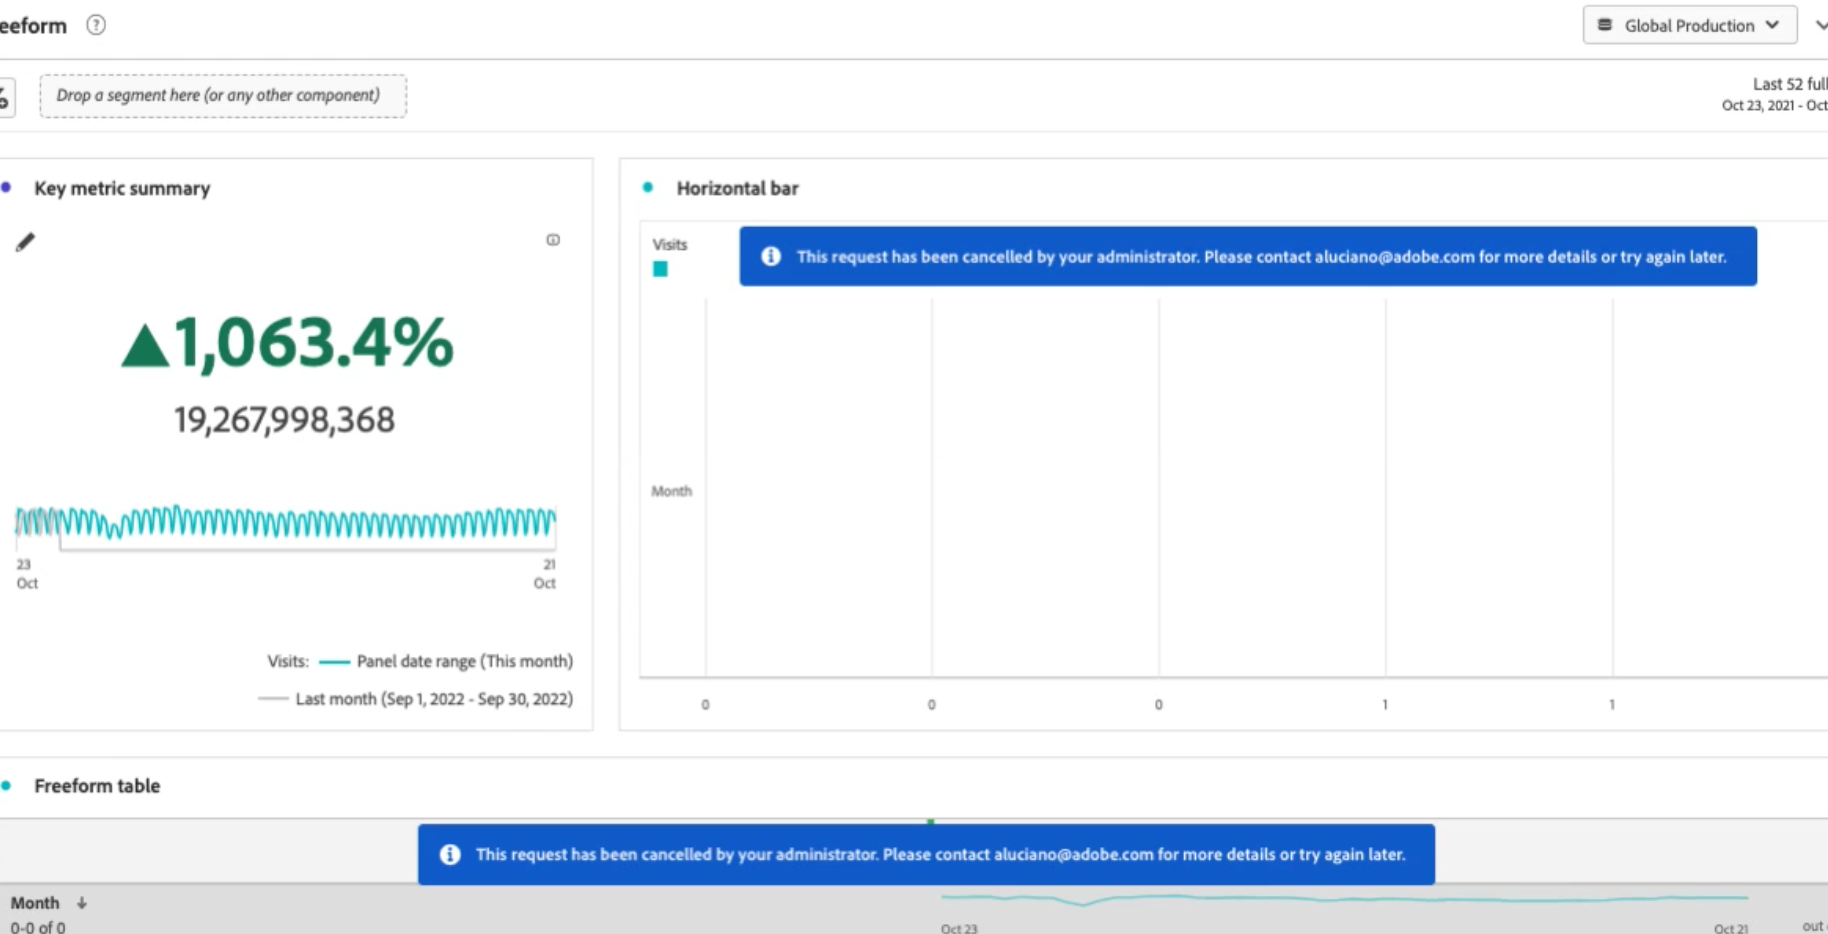 eeform
Global Production
Drop a segment here (or any other component)
Last 52 full
Oct 23, 2021 - Oct
Key metric summary
▲1,063.4%
19,267,998,368
23
Oct
21
Oct
Visits: Panel date range (This month)
Last month (Sep 1, 2022 - Sep 30, 2022)
Horizontal bar
Visits
This request has been cancelled by your administrator. Please contact aluciano@adobe.com for more details or try again later.
Month
0 0 0 1 1
Freeform table
This request has been cancelled by your administrator. Please contact aluciano@adobe.com for more details or try again later.
Month
0-0 of 0
Oct 23
Oct 21
out